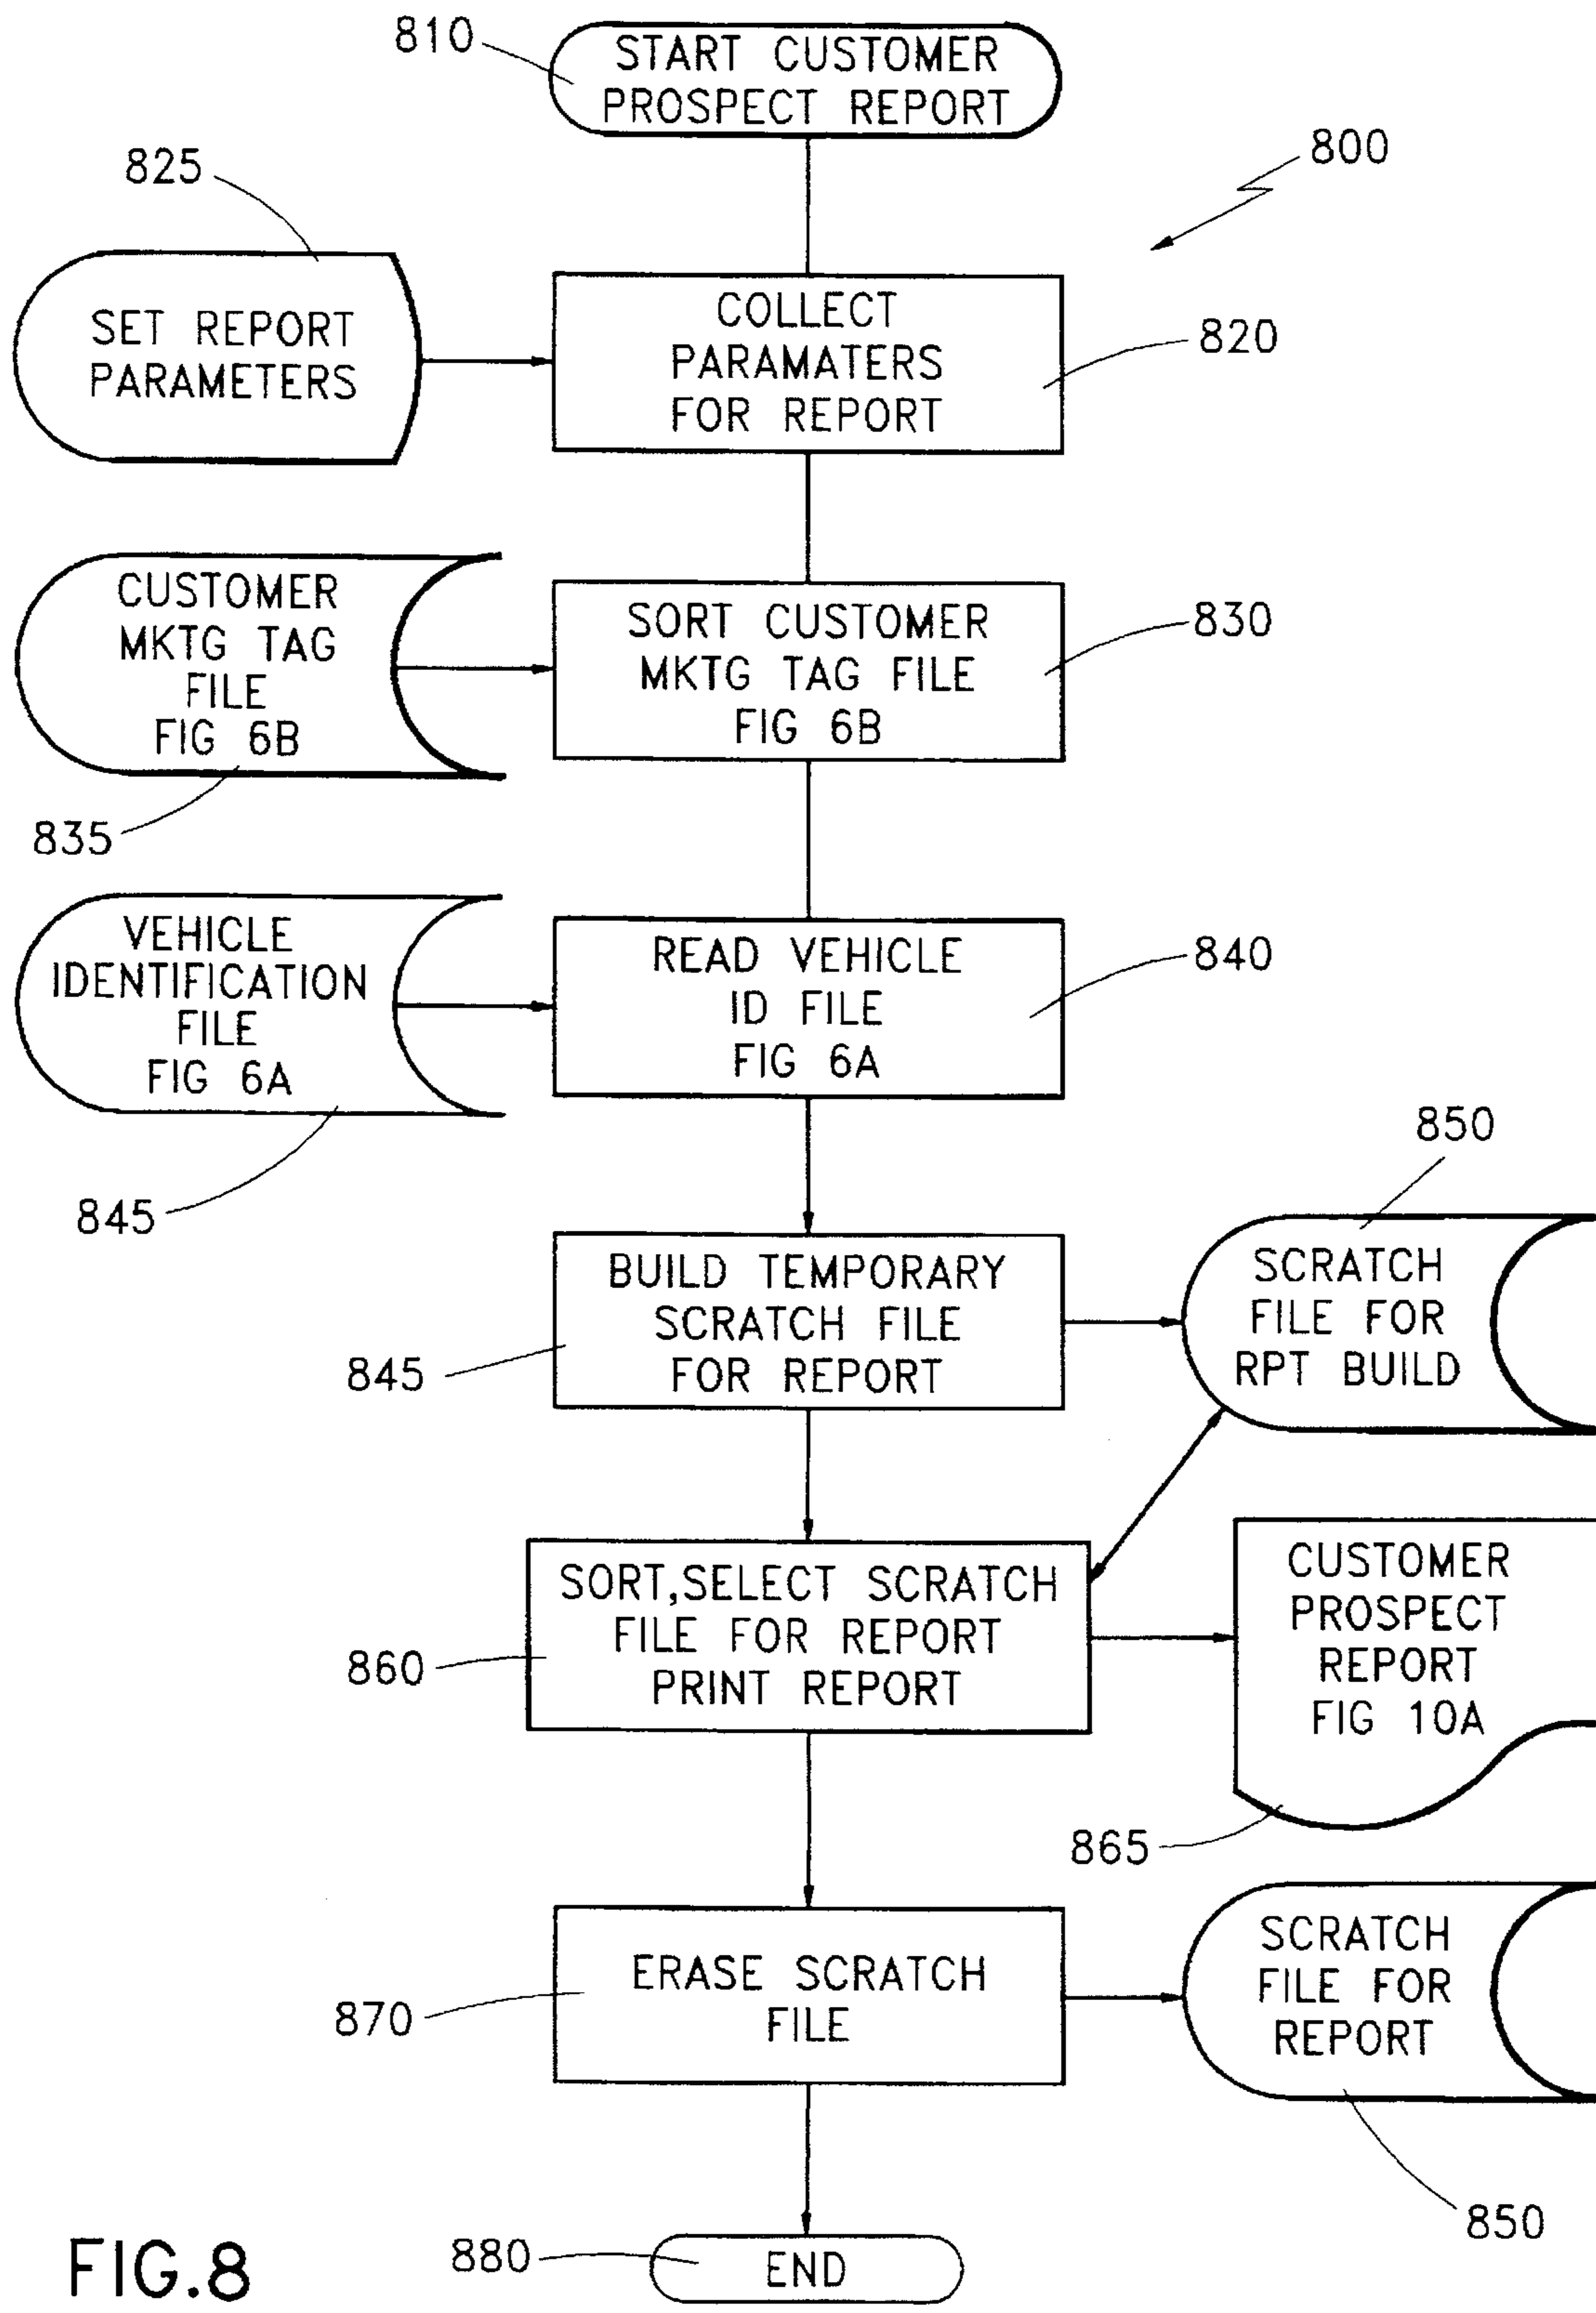 810
START CUSTOMER
PROSPECT REPORT
800
825
SET REPORT
PARAMETERS
COLLECT
PARAMATERS
FOR REPORT
820
CUSTOMER
MKTG TAG
FILE
FIG 6B
835
SORT CUSTOMER
MKTG TAG FILE
FIG 6B
830
VEHICLE
IDENTIFICATION
FILE
FIG 6A
845
READ VEHICLE
ID FILE
FIG 6A
840
BUILD TEMPORARY
SCRATCH FILE
FOR REPORT
845
850
SCRATCH
FILE FOR
RPT BUILD
SORT,SELECT SCRATCH
FILE FOR REPORT
PRINT REPORT
860
CUSTOMER
PROSPECT
REPORT
FIG 10A
865
ERASE SCRATCH
FILE
870
SCRATCH
FILE FOR
REPORT
850
END
880
FIG.8